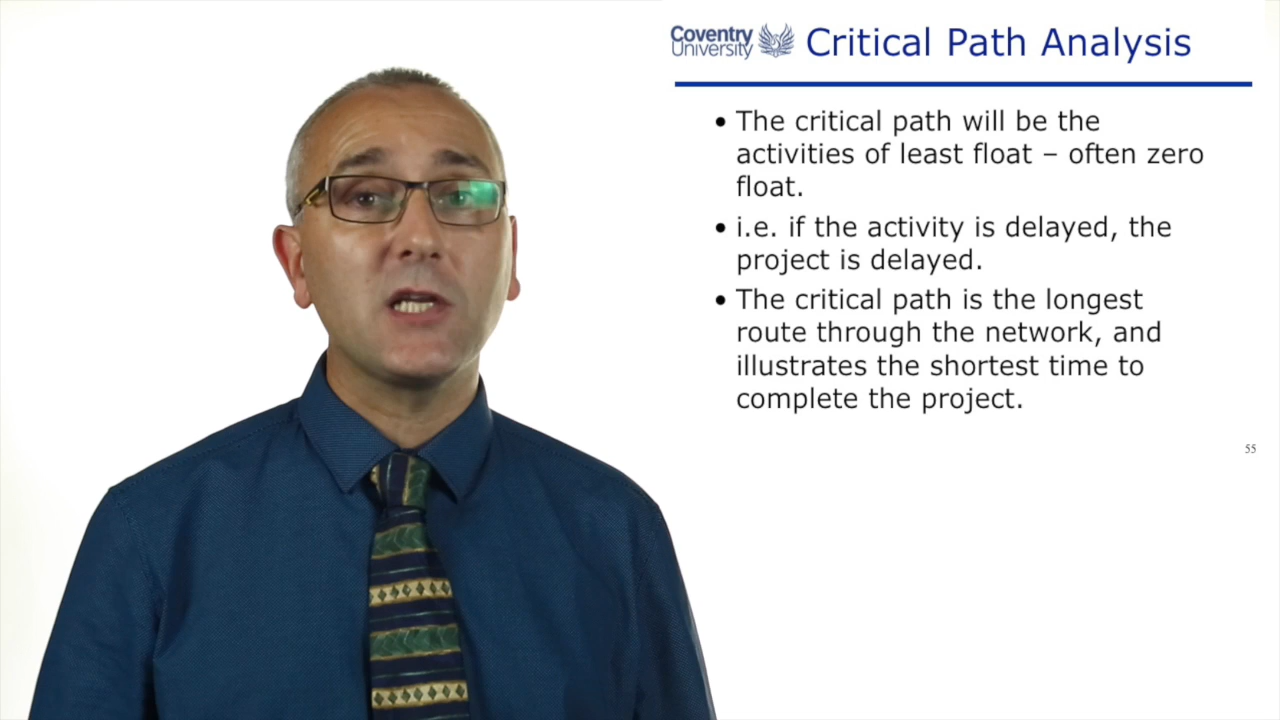 Coventry
University
Critical Path Analysis
• The critical path will be the
activities of least float – often zero
float.
• i.e. if the activity is delayed, the
project is delayed.
• The critical path is the longest
route through the network, and
illustrates the shortest time to
complete the project.
55